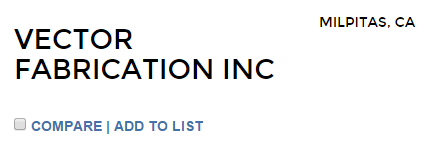 MILPITAS, CA
VECTOR
FABRICATION INC
COMPARE | ADD TO LIST